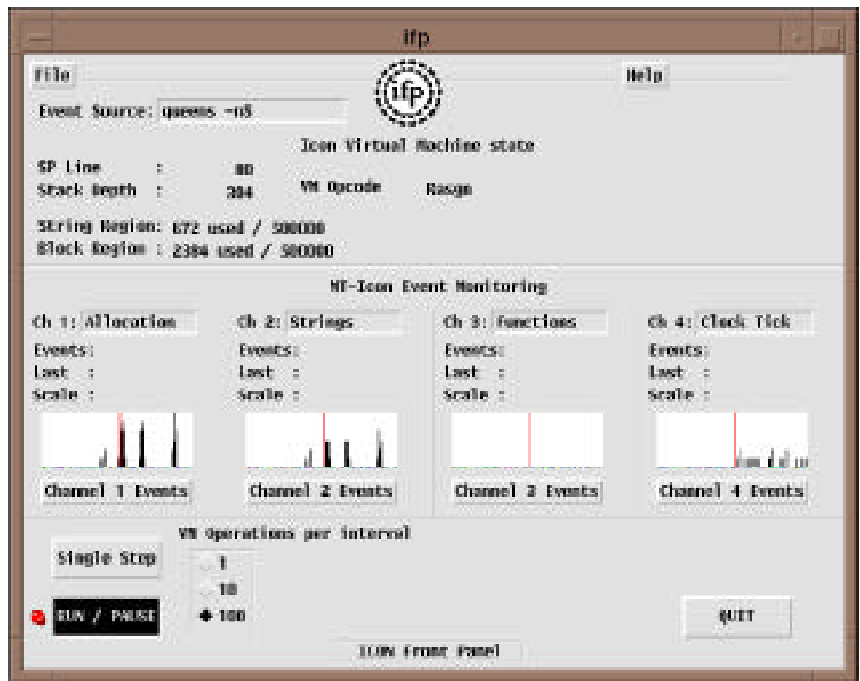 ifp
File Help
ifp
Event Source: queens -n8
Icon Virtual Machine state
SP Line : 80
Stack Depth : 304 VM Opcode Rasgn
String Region: 672 used / 500000
Block Region : 2384 used / 500000
MT-Icon Event Monitoring
Ch 1: Allocation Ch 2: Strings Ch 3: Functions Ch 4: Clock Tick
Events: Events: Events: Events:
Last : Last : Last : Last :
Scale : Scale : Scale : Scale :
Channel 1 Events Channel 2 Events Channel 3 Events Channel 4 Events
VM Operations per interval
Single Step 1
10
RUN / PAUSE 100 QUIT
ICON Front Panel